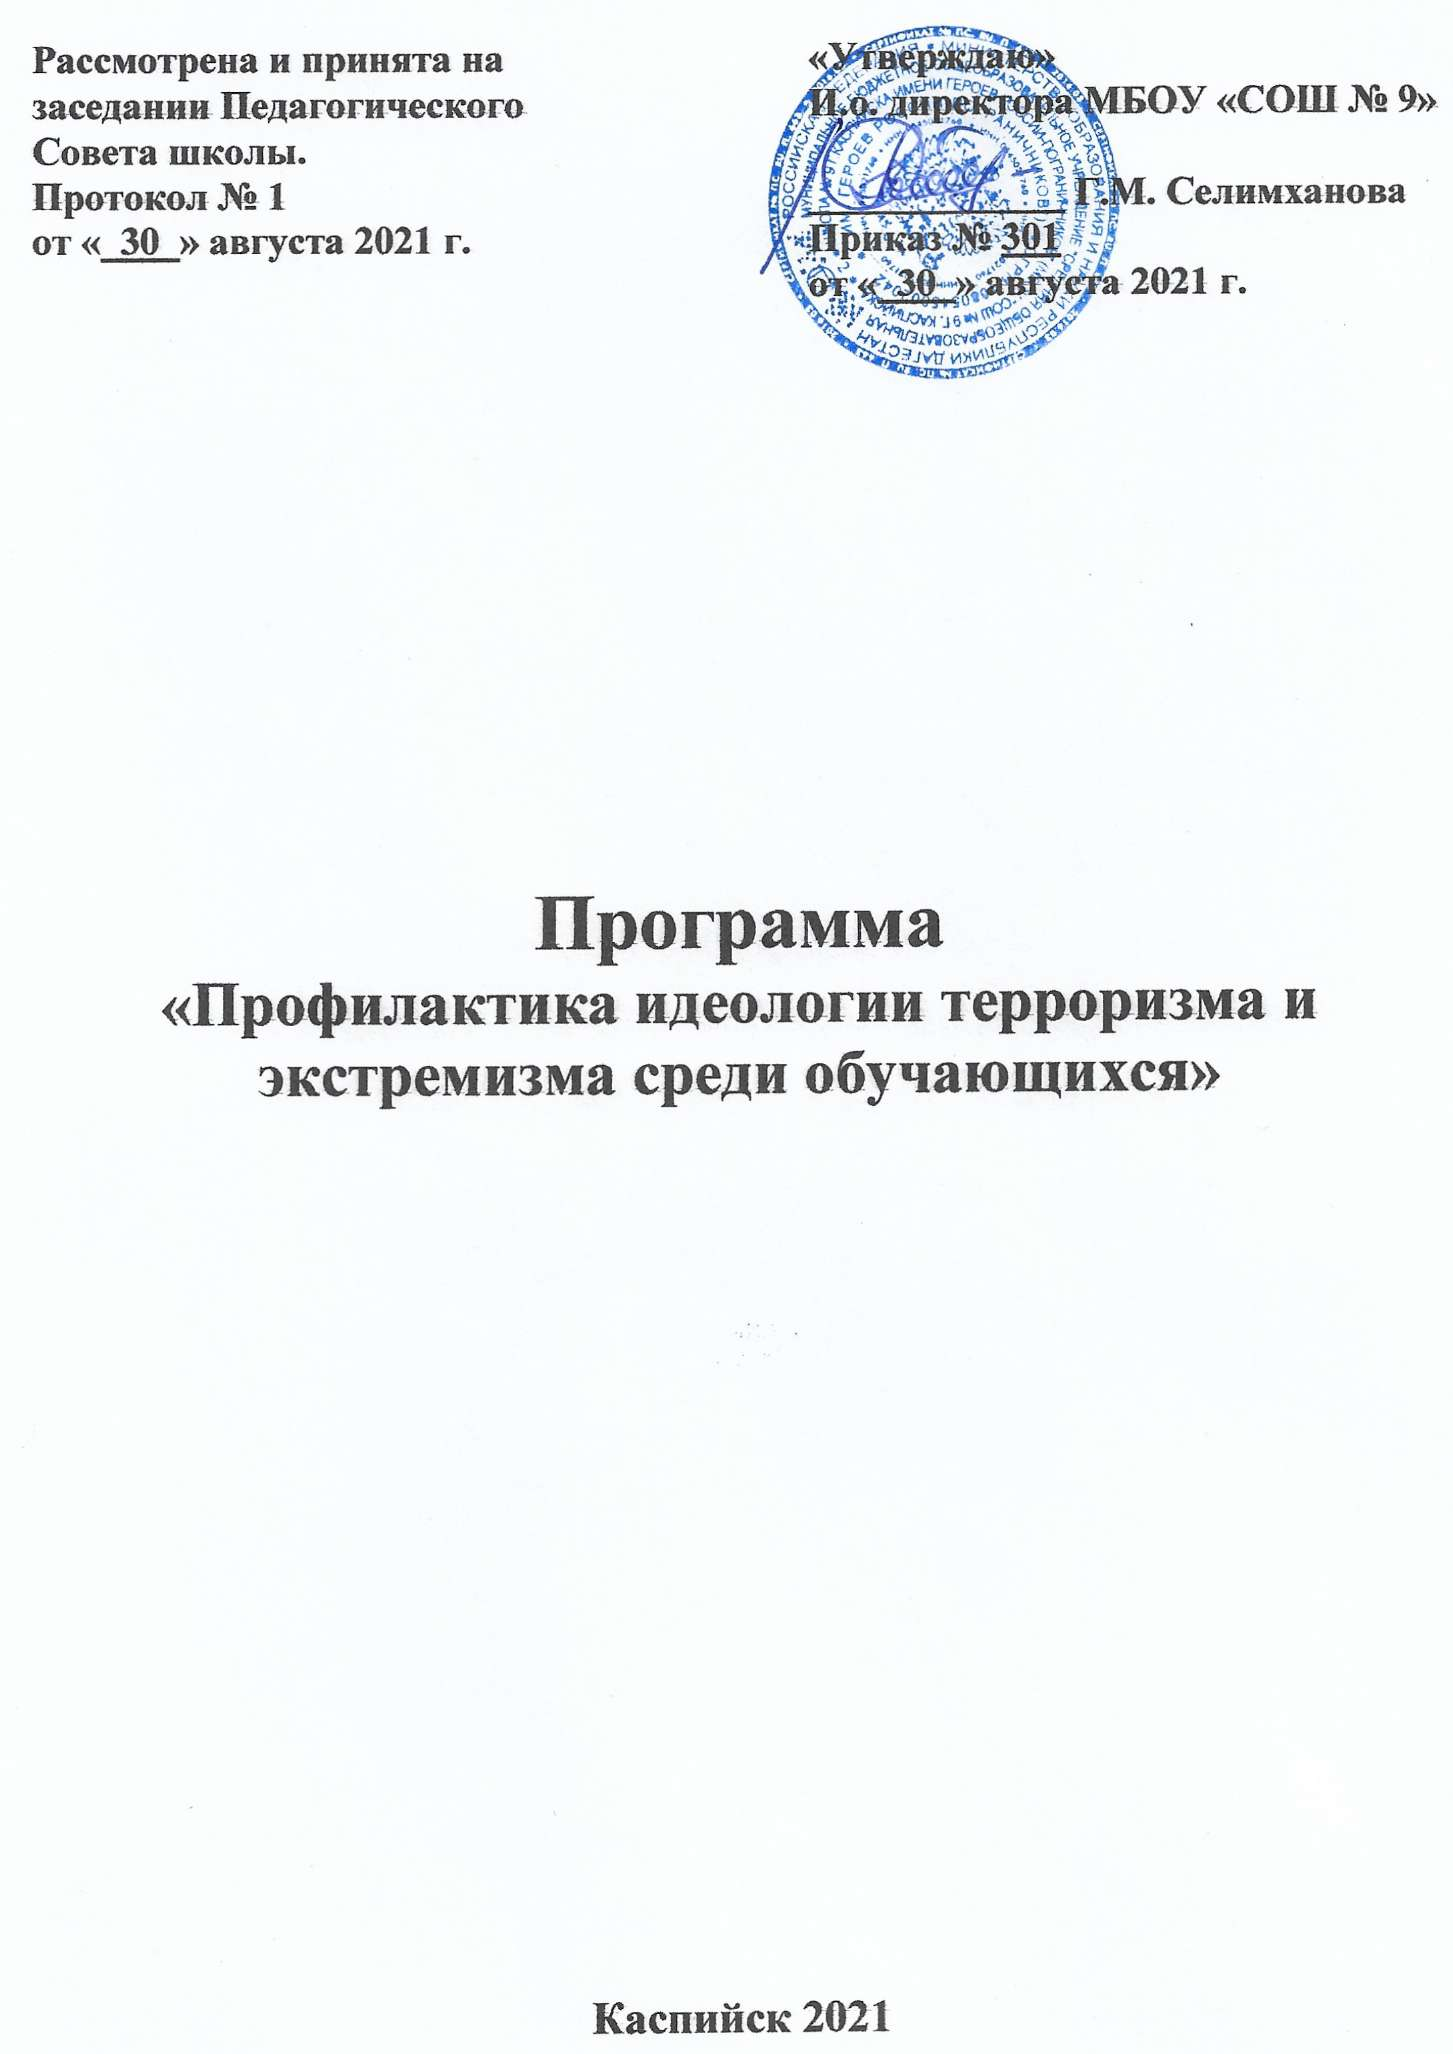 Рассмотрена и принята на
заседании Педагогического
Совета школы.
Протокол № 1
от «  30  » августа 2021 г.
«Утверждаю»
И.о. директора МБОУ «СОШ № 9»
_____________ Г.М. Селимханова
Приказ № 301
от «  30  » августа 2021 г.
Программа
«Профилактика идеологии терроризма и
экстремизма среди обучающихся»
Каспийск 2021